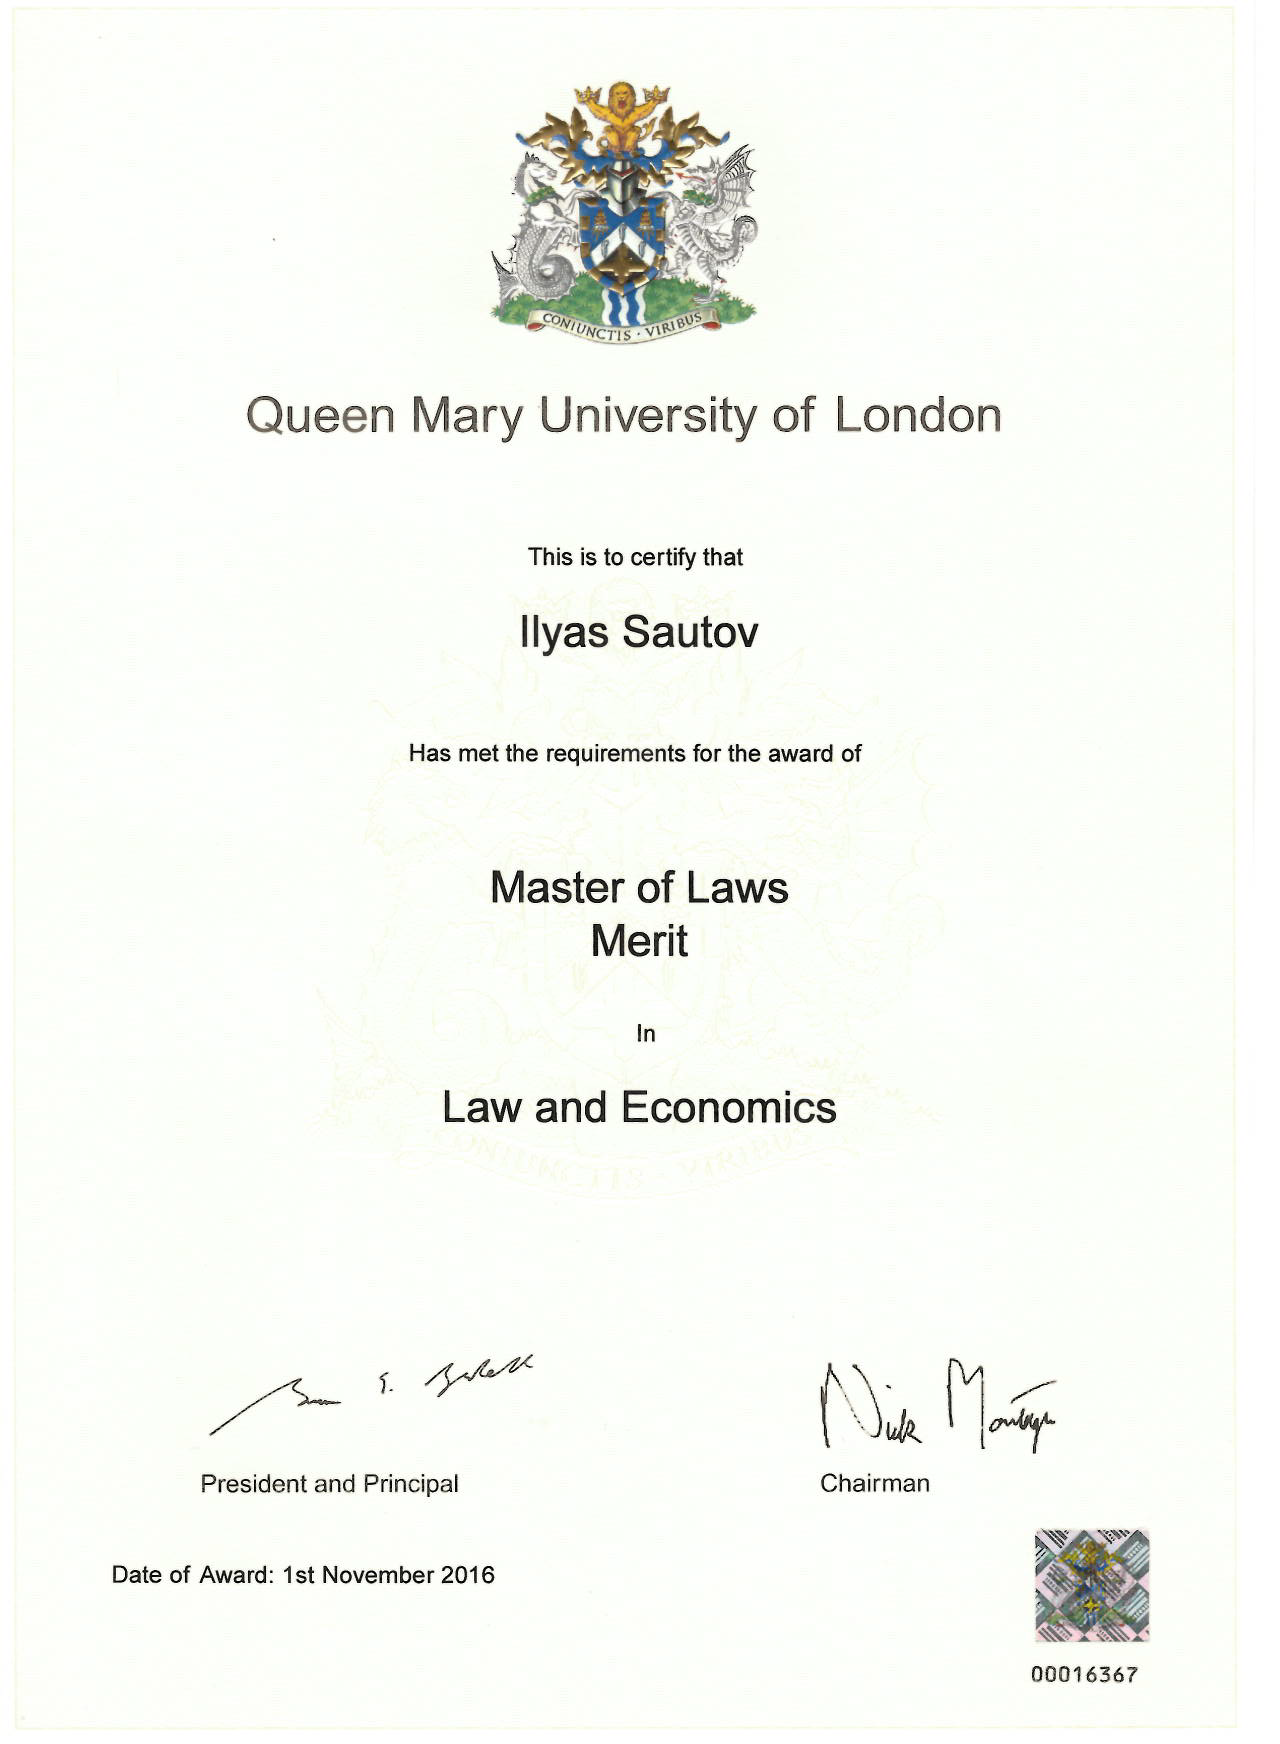 CONIUNCTIS · VIRIBUS
Queen Mary University of London
This is to certify that
Ilyas Sautov
Has met the requirements for the award of
Master of Laws
Merit
In
Law and Economics
CONIUNCTIS · VIRIBUS
Nick Montagu
President and Principal
Chairman
Date of Award: 1st November 2016
00016367